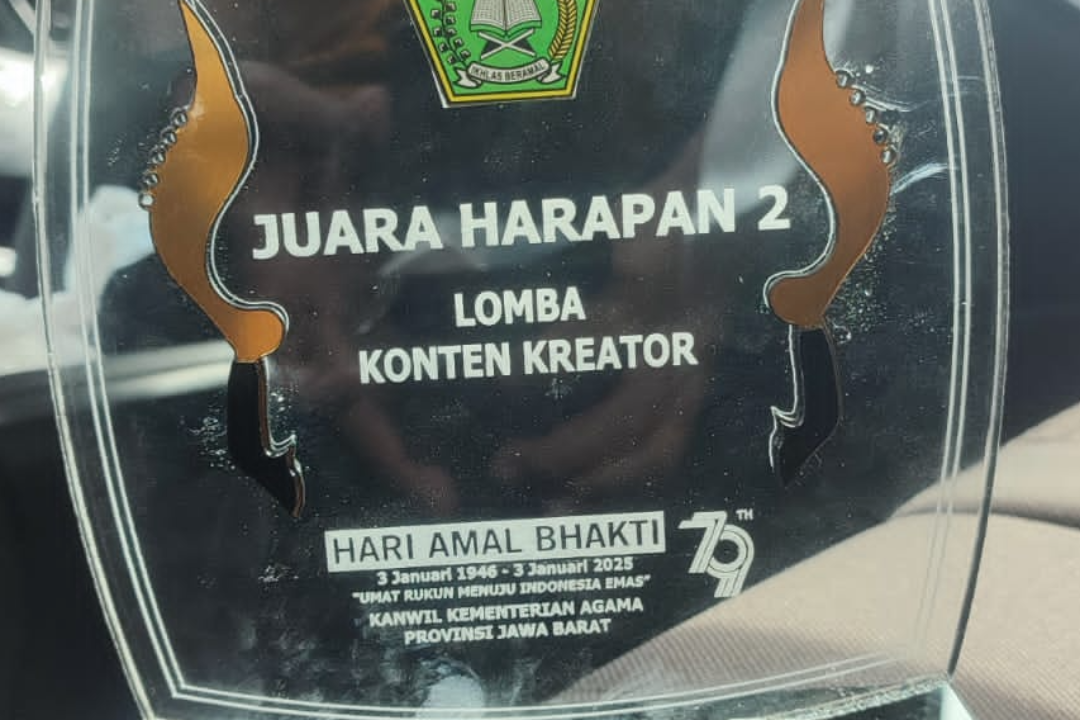 IKHLAS BERAMAL
JUARA HARAPAN 2
LOMBA
KONTEN KREATOR
HARI AMAL BHAKTI
79TH
3 Januari 1946 - 3 Januari 2025
"UMAT RUKUN MENUJU INDONESIA EMAS"
KANWIL KEMENTERIAN AGAMA
PROVINSI JAWA BARAT